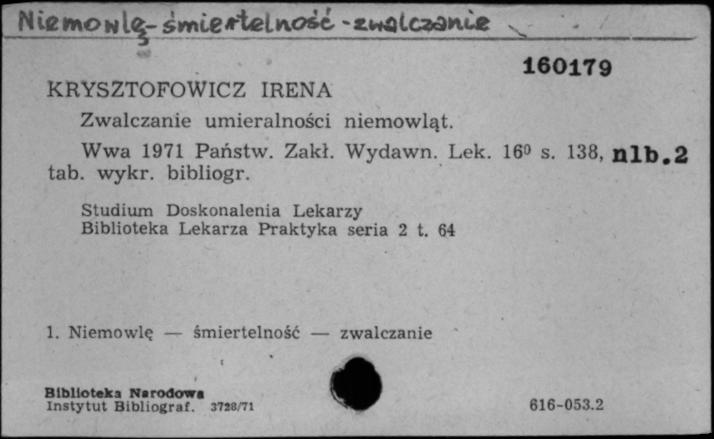 Niemowlę-śmiertelność-zwalczanie
160179
KRYSZTOFOWICZ IRENA
Zwalczanie umieralności niemowląt.
Wwa 1971 Państw. Zakł. Wydawn. Lek. 16⁰ s. 138, nlb.2
tab. wykr. bibliogr.
Studium Doskonalenia Lekarzy
Biblioteka Lekarza Praktyka seria 2 t. 64
1. Niemowlę — śmiertelność — zwalczanie
Biblioteka Narodowa
Instytut Bibliograf. 3728/71
616-053.2